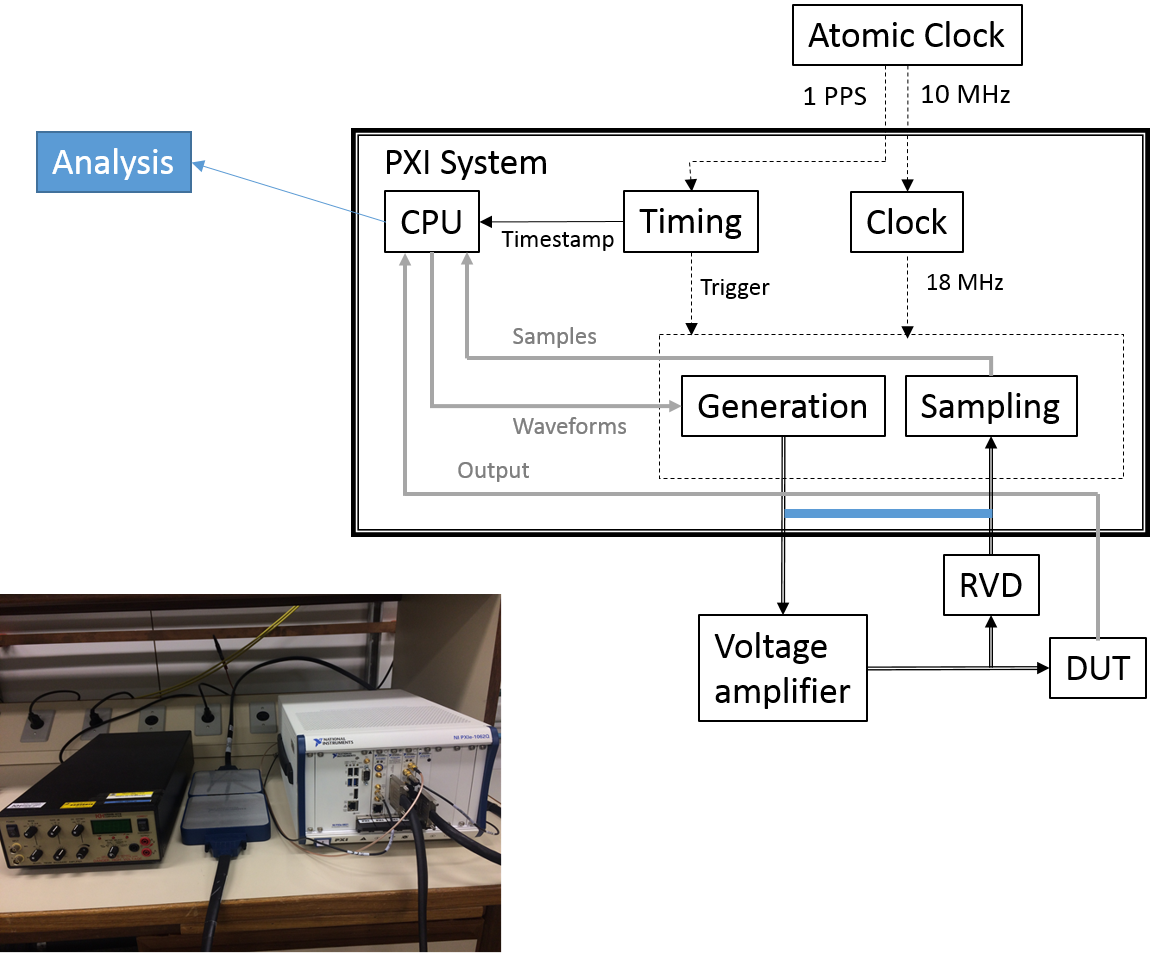 Atomic Clock
1 PPS
10 MHz
Analysis
PXI System
CPU
Timestamp
Timing
Clock
Trigger
18 MHz
Samples
Generation
Sampling
Waveforms
Output
RVD
Voltage
amplifier
DUT
NATIONAL
INSTRUMENTS
NI PXIe-1062Q
PXI